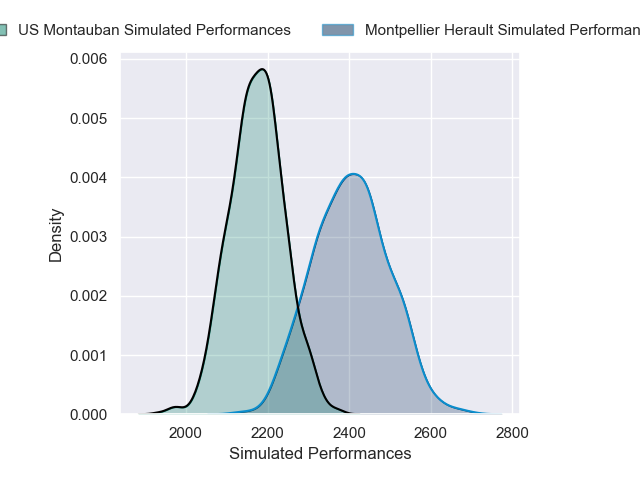 US Montauban Simulated Performances
Montpellier Herault Simulated Performan
0.006
0.005
0.004
0.003
0.002
0.001
0.000
Density
2000 2200 2400 2600 2800
Simulated Performances